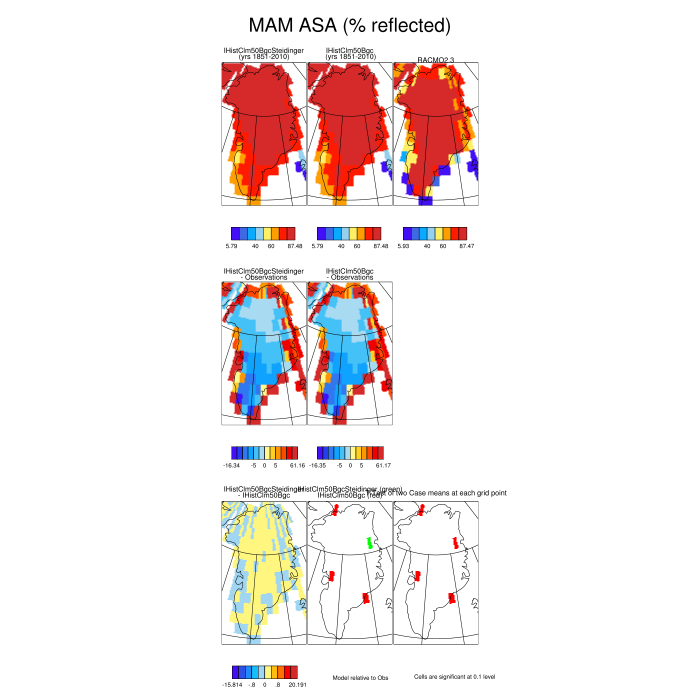 MAM ASA (% reflected)
IHistClm50BgcSteidinger
(yrs 1851-2010)
IHistClm50Bgc
(yrs 1851-2010)
RACMO2.3
5.79 40 60 87.48
5.79 40 60 87.48
5.93 40 60 87.47
IHistClm50BgcSteidinger
- Observations
IHistClm50Bgc
- Observations
-16.34 -5 0 5 61.16
-16.35 -5 0 5 61.17
IHistClm50BgcSteidinger
- IHistClm50Bgc
IHistClm50BgcSteidinger (green)
IHistClm50Bgc (red)
of two Case means at each grid point
-15.814 -.8 0 .8 20.191
Model relative to Obs
Cells are significant at 0.1 level